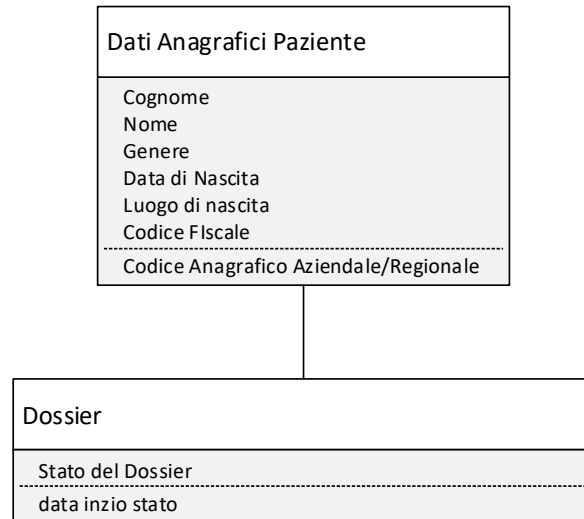 Dati Anagrafici Paziente
Cognome
Nome
Genere
Data di Nascita
Luogo di nascita
Codice FIscale
Codice Anagrafico Aziendale/Regionale
Dossier
Stato del Dossier
data inzio stato